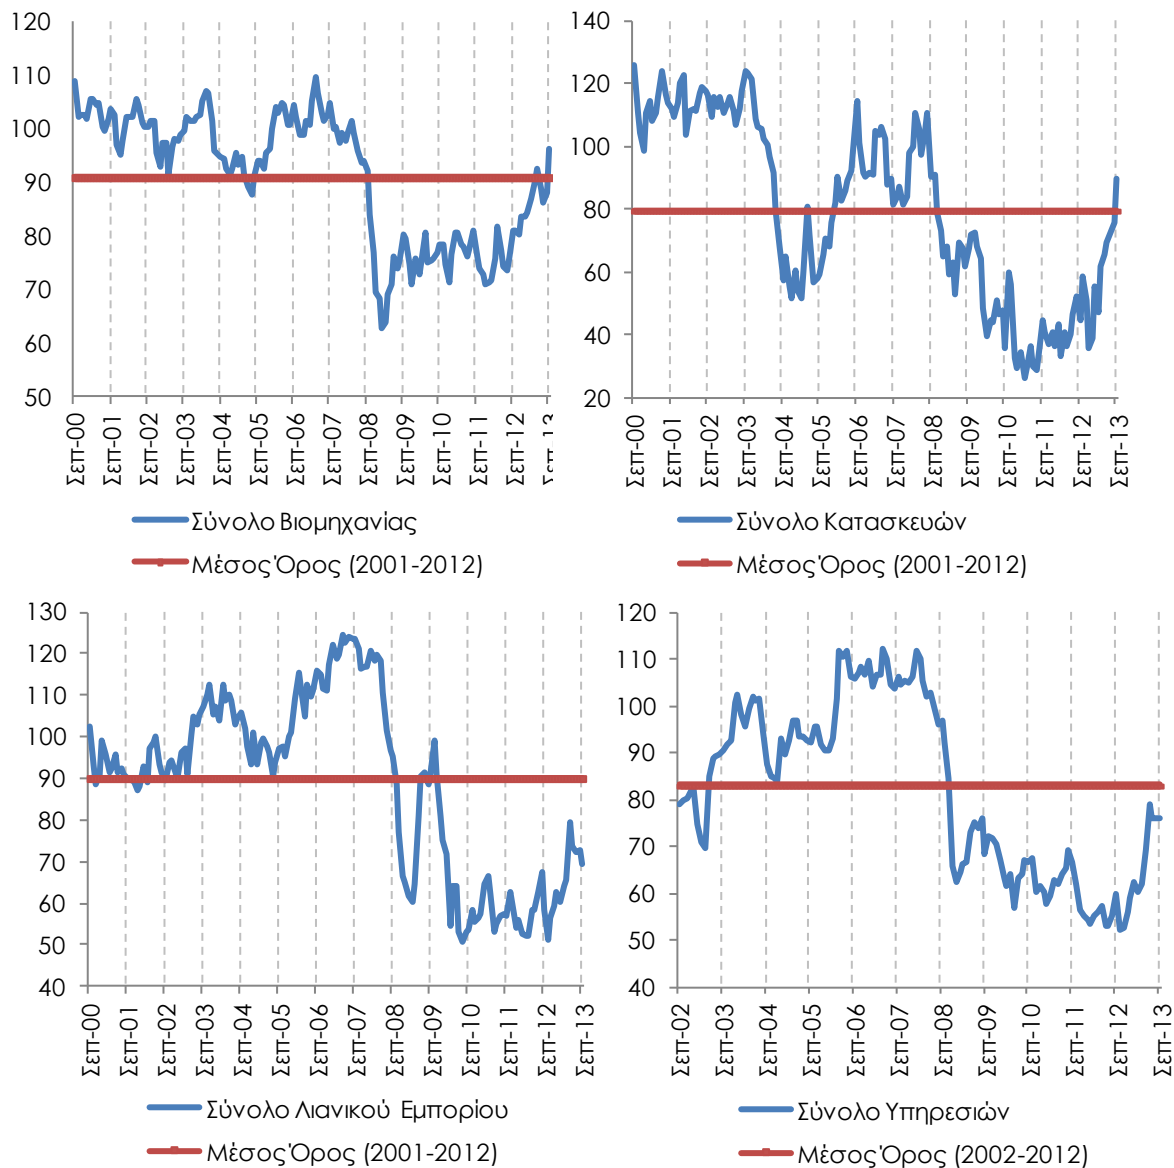 120
110
100
90
80
70
60
50
Σεπ-00
Σεπ-01
Σεπ-02
Σεπ-03
Σεπ-04
Σεπ-05
Σεπ-06
Σεπ-07
Σεπ-08
Σεπ-09
Σεπ-10
Σεπ-11
Σεπ-12
Σεπ-13
Σύνολο Βιομηχανίας
Μέσος Όρος (2001-2012)
140
120
100
80
60
40
20
Σεπ-00
Σεπ-01
Σεπ-02
Σεπ-03
Σεπ-04
Σεπ-05
Σεπ-06
Σεπ-07
Σεπ-08
Σεπ-09
Σεπ-10
Σεπ-11
Σεπ-12
Σεπ-13
Σύνολο Κατασκευών
Μέσος Όρος (2001-2012)
130
120
110
100
90
80
70
60
50
40
Σεπ-00
Σεπ-01
Σεπ-02
Σεπ-03
Σεπ-04
Σεπ-05
Σεπ-06
Σεπ-07
Σεπ-08
Σεπ-09
Σεπ-10
Σεπ-11
Σεπ-12
Σεπ-13
Σύνολο Λιανικού Εμπορίου
Μέσος Όρος (2001-2012)
120
110
100
90
80
70
60
50
40
Σεπ-02
Σεπ-03
Σεπ-04
Σεπ-05
Σεπ-06
Σεπ-07
Σεπ-08
Σεπ-09
Σεπ-10
Σεπ-11
Σεπ-12
Σεπ-13
Σύνολο Υπηρεσιών
Μέσος Όρος (2002-2012)